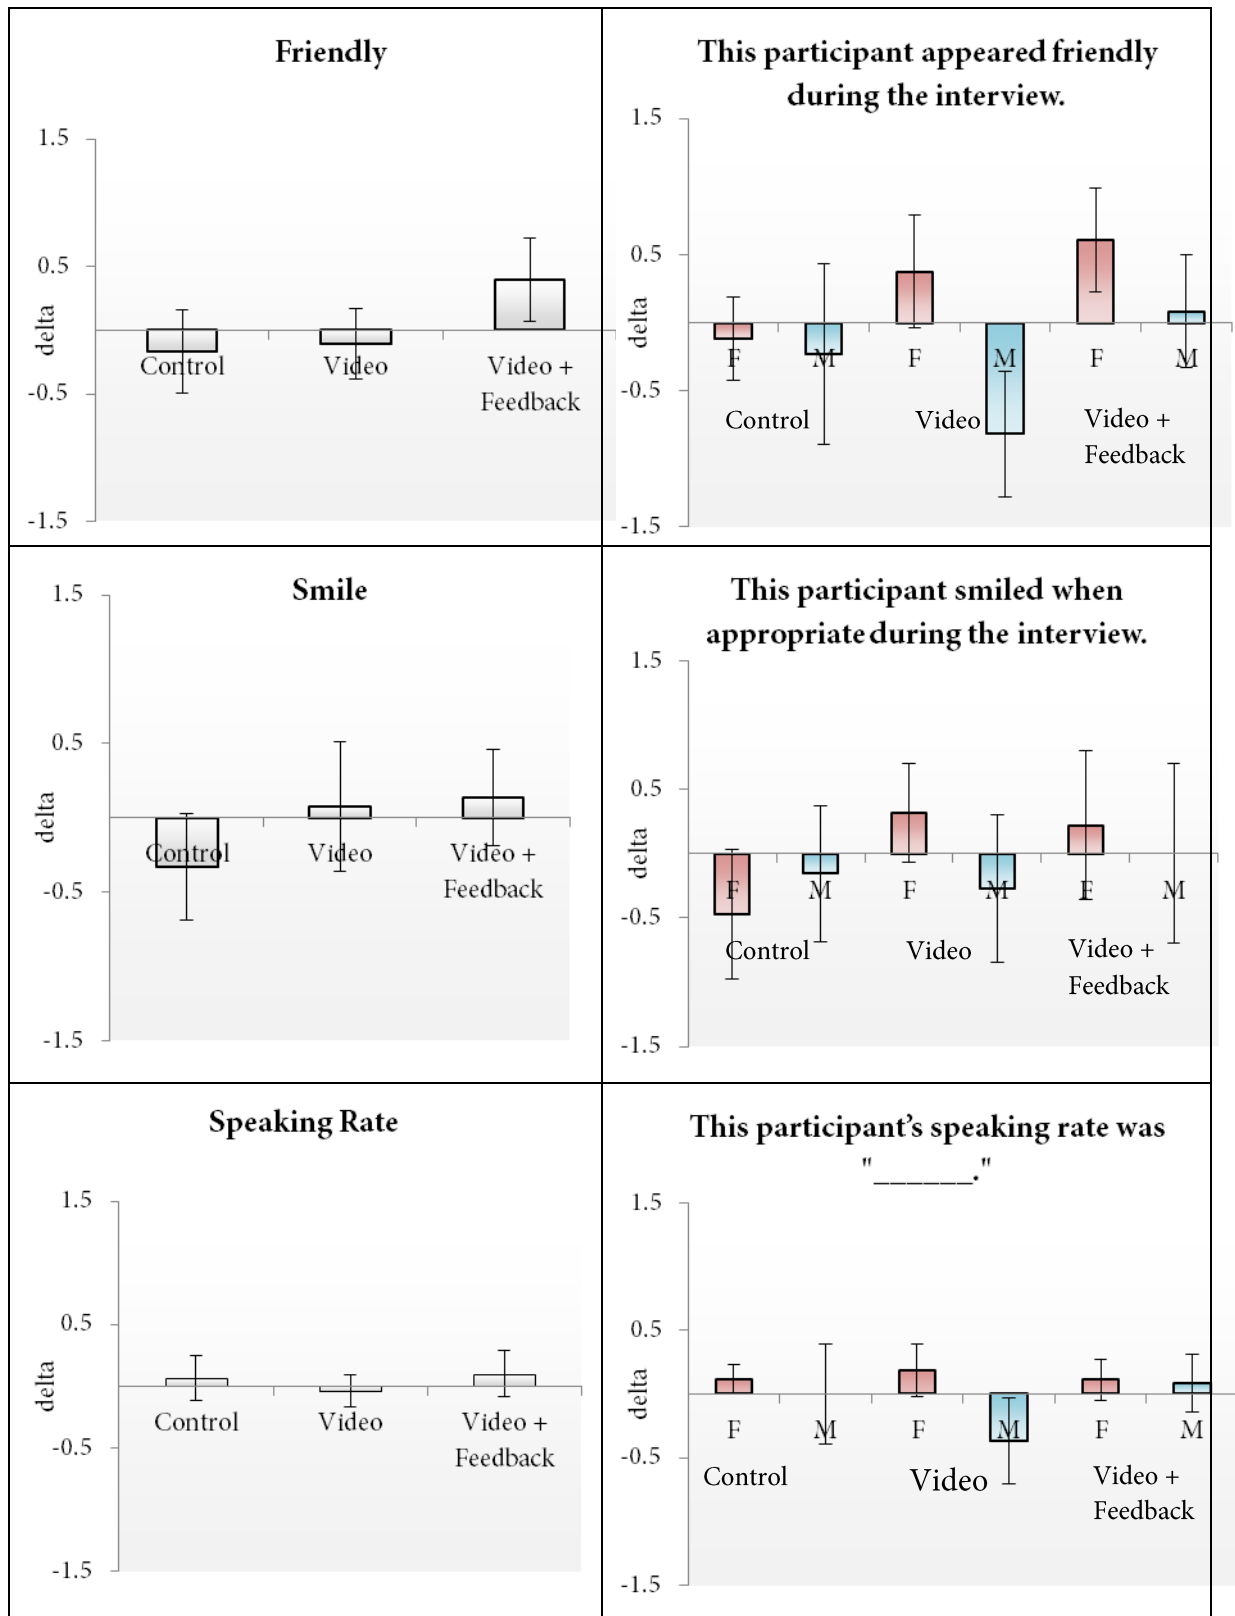 Friendly
1.5
0.5
-0.5
-1.5
delta
Control
Video
Video +
Feedback
This participant appeared friendly
during the interview.
1.5
0.5
-0.5
-1.5
delta
F
M
F
M
F
M
Control
Video
Video +
Feedback
Smile
1.5
0.5
-0.5
-1.5
delta
Control
Video
Video +
Feedback
This participant smiled when
appropriate during the interview.
1.5
0.5
-0.5
-1.5
delta
F
M
F
M
F
M
Control
Video
Video +
Feedback
Speaking Rate
1.5
0.5
-0.5
-1.5
delta
Control
Video
Video +
Feedback
This participant’s speaking rate was
"______."
1.5
0.5
-0.5
-1.5
delta
F
M
F
M
F
M
Control
Video
Video +
Feedback